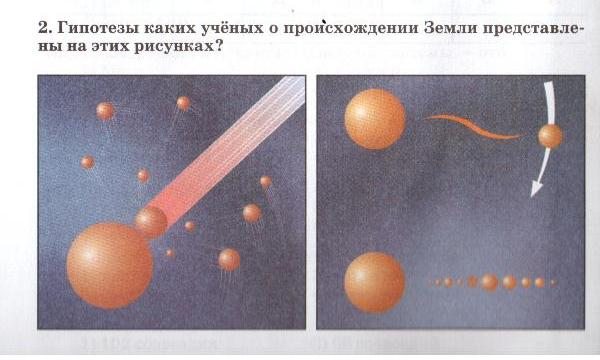 2. Гипотезы каких учёных о происхождении Земли представле-
ны на этих рисунках?